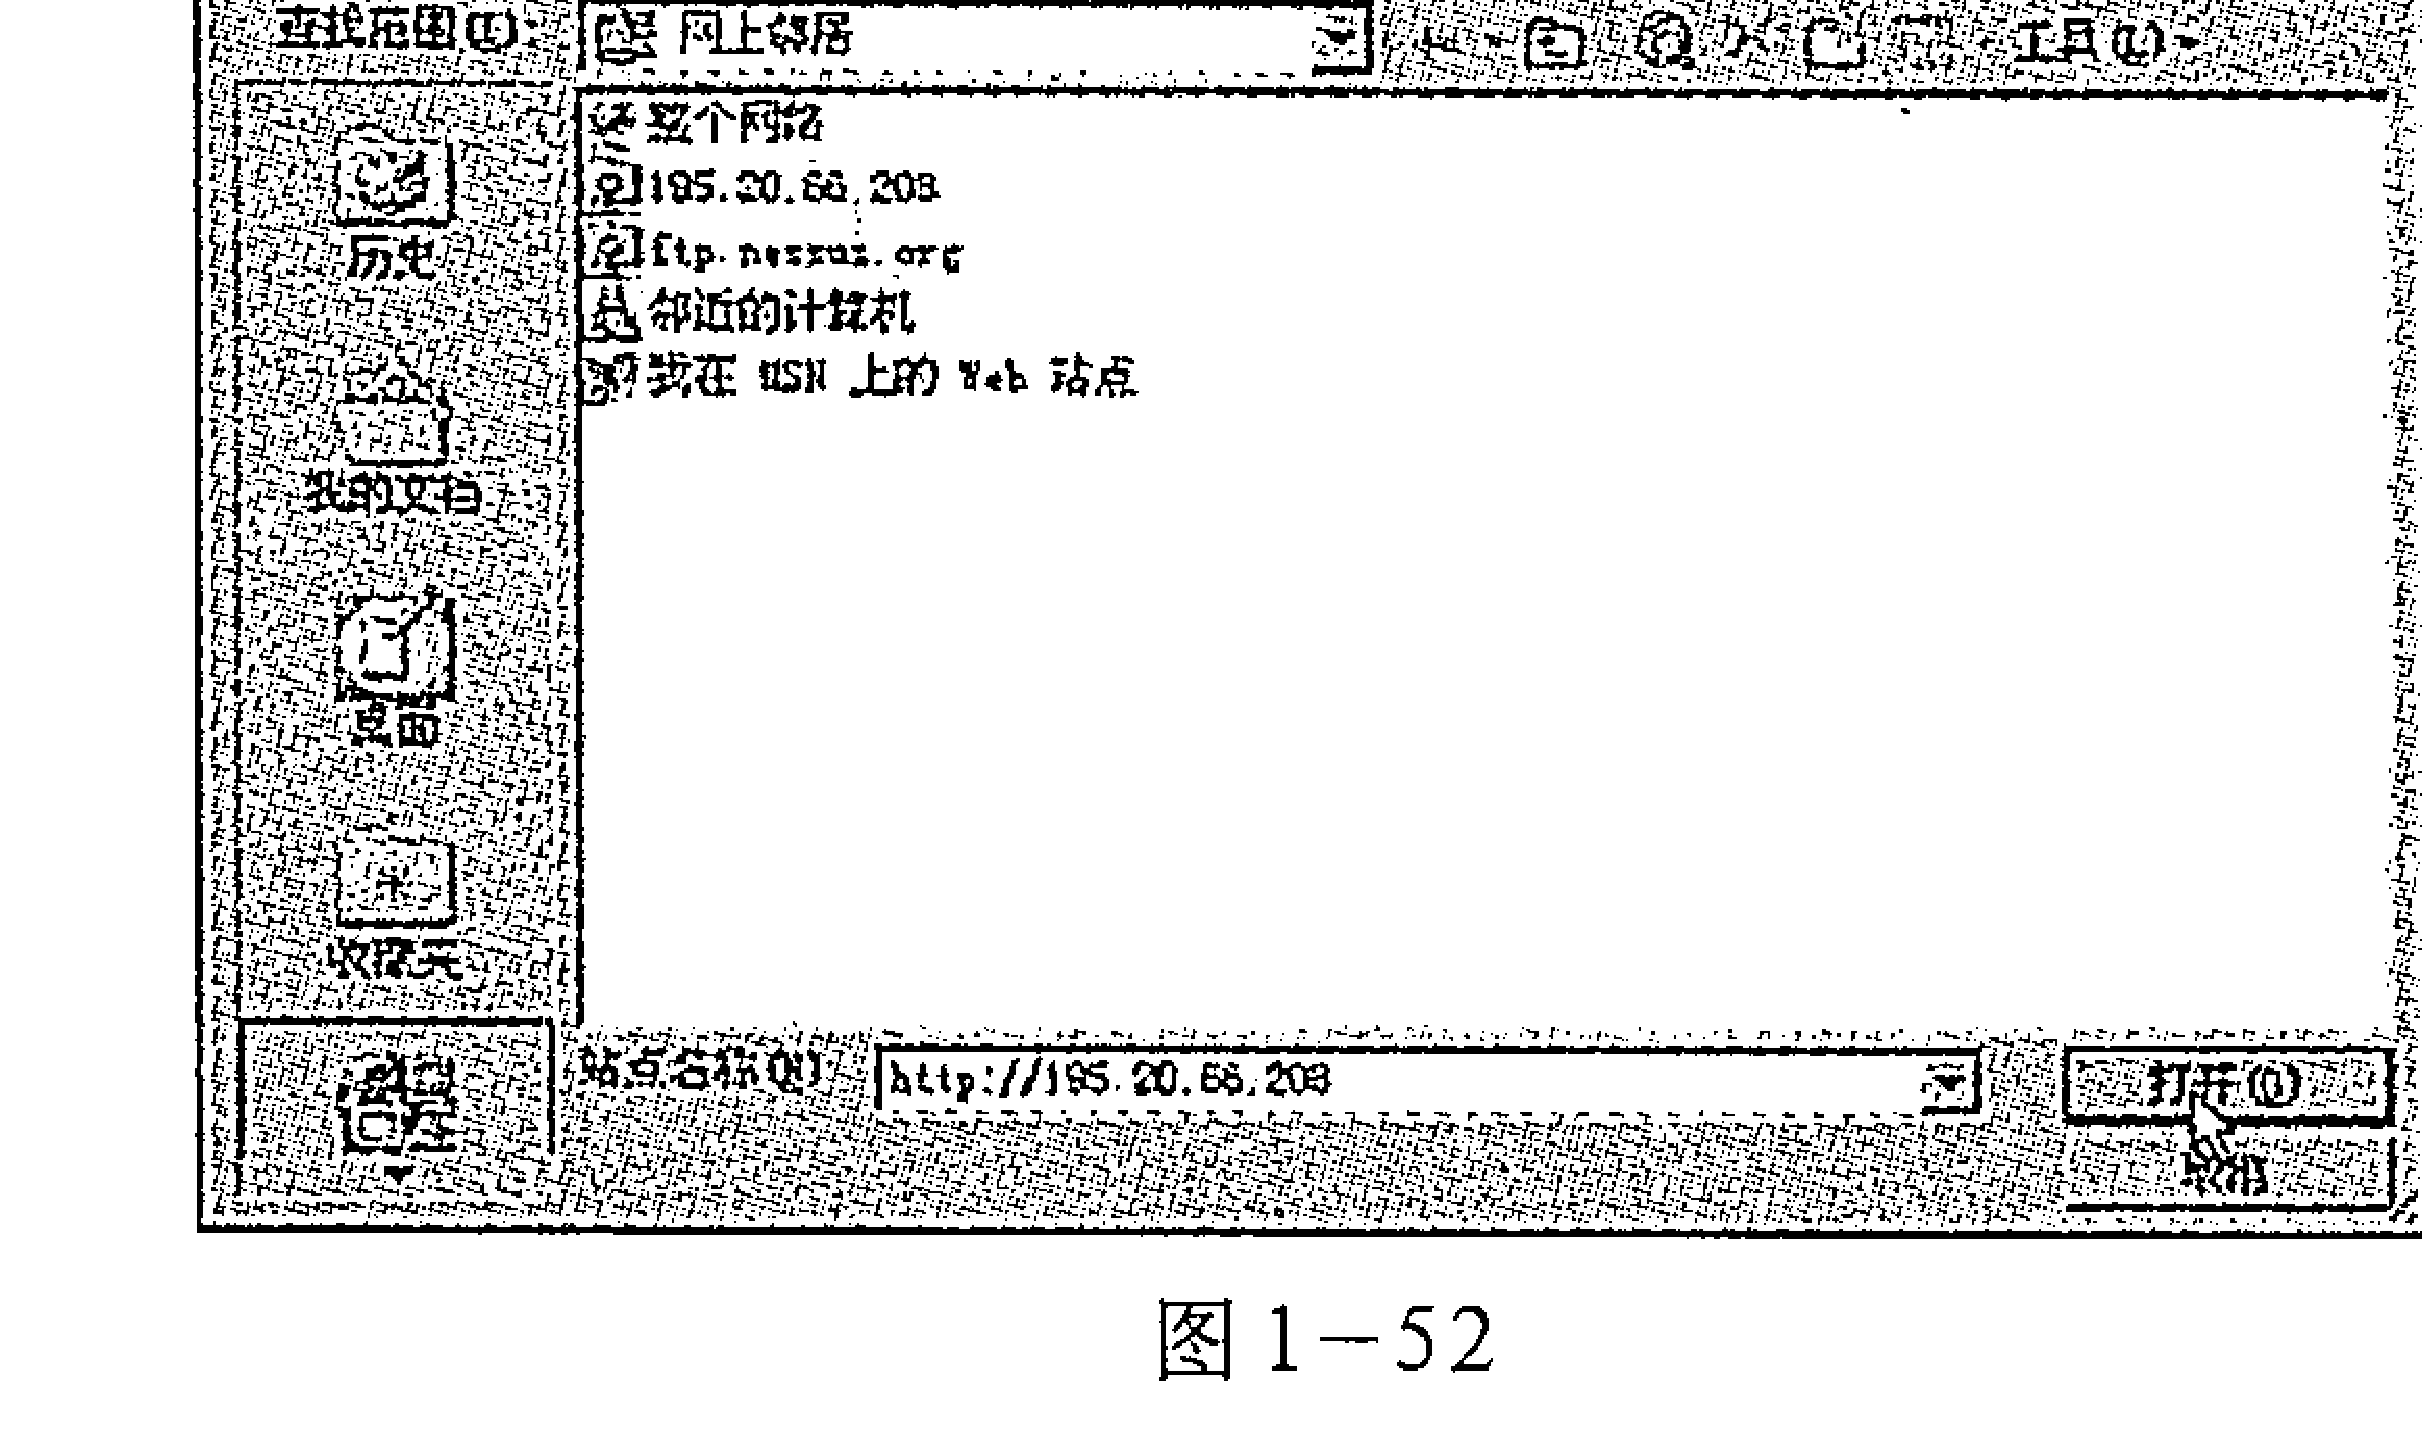 查找范围(I): 网上邻居 工具(L)
整个网络
195.20.66.208
历史
ftp.nessus.org
邻近的计算机
我在 MSN 上的 Web 站点
我的文档
桌面
收藏夹
站点名称(N): http://195.20.66.208 打开(O)
取消
图 1-52